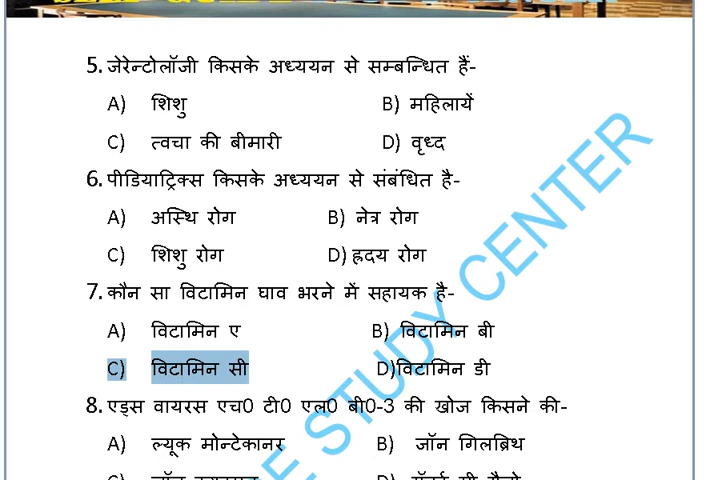 5. जेरेन्टोलॉजी किसके अध्ययन से सम्बन्धित हैं-
A) शिशु B) महिलायें
C) त्वचा की बीमारी D) वृध्द
6. पीडियाट्रिक्स किसके अध्ययन से संबंधित है-
A) अस्थि रोग B) नेत्र रोग
C) शिशु रोग D) ह्रदय रोग
7. कौन सा विटामिन घाव भरने में सहायक है-
A) विटामिन ए B) विटामिन बी
C) विटामिन सी D)विटामिन डी
8. एड्स वायरस एच0 टी0 एल0 बी0-3 की खोज किसने की-
A) ल्यूक मोन्टेकानर B) जॉन गिलब्रिथ
E STUDY CENTER